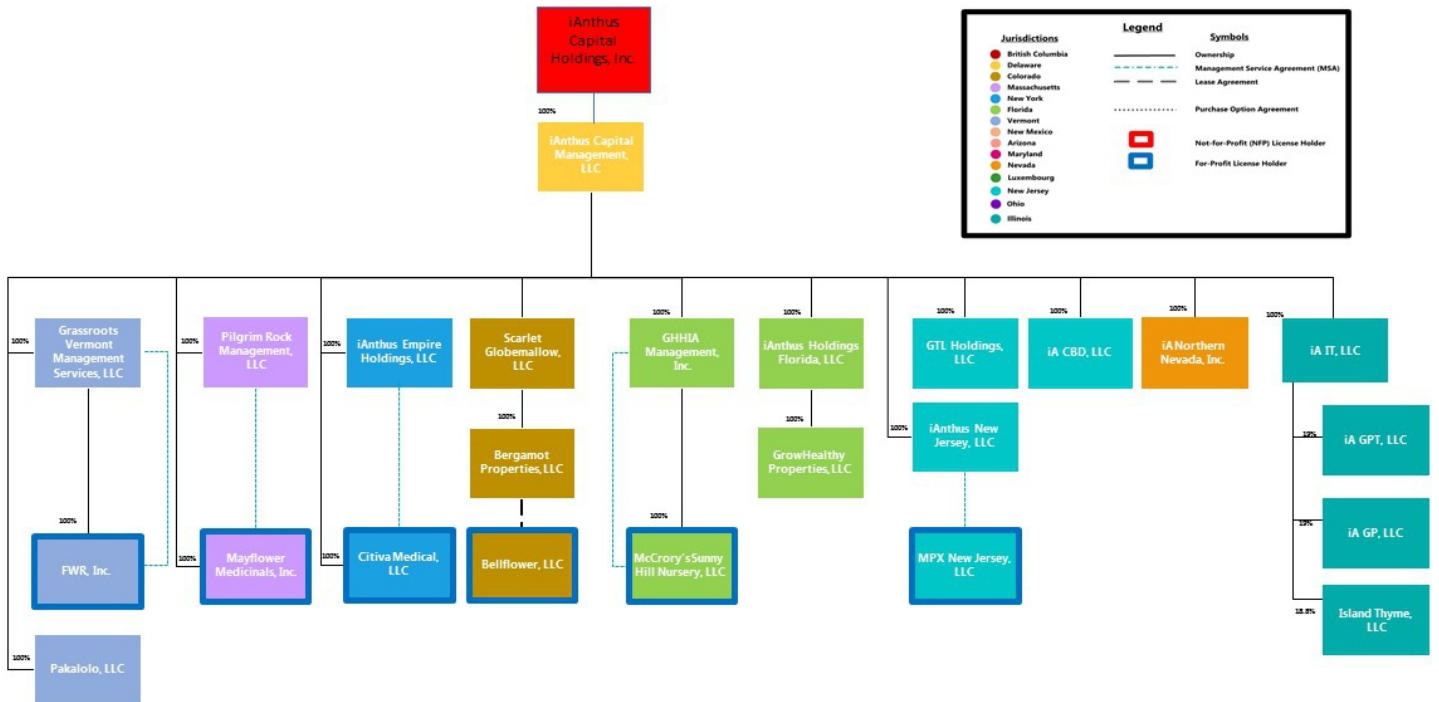 iAnthus
Capital
Holdings, Inc.
100%
iAnthus Capital
Management,
LLC
Legend
Jurisdictions
British Columbia
Delaware
Colorado
Massachusetts
New York
Florida
Vermont
New Mexico
Arizona
Maryland
Nevada
Luxembourg
New Jersey
Ohio
Illinois
Symbols
Ownership
Management Service Agreement (MSA)
Lease Agreement
Purchase Option Agreement
Not-for-Profit (NFP) License Holder
For-Profit License Holder
100%
Grassroots
Vermont
Management
Services, LLC
100%
Pilgrim Rock
Management,
LLC
100%
iAnthus Empire
Holdings, LLC
100%
Scarlet
Globemallow,
LLC
100%
GHHIA
Management,
Inc.
100%
iAnthus Holdings
Florida, LLC
100%
GTL Holdings,
LLC
100%
iA CBD, LLC
100%
iA Northern
Nevada, Inc.
100%
iA IT, LLC
100%
Bergamot
Properties, LLC
100%
GrowHealthy
Properties, LLC
100%
iAnthus New
Jersey, LLC
19%
iA GPT, LLC
100%
FWR, Inc.
100%
Mayflower
Medicinals, Inc.
100%
Citiva Medical,
LLC
Bellflower, LLC
100%
McCrory's Sunny
Hill Nursery, LLC
MPX New Jersey,
LLC
19%
iA GP, LLC
18.8%
Island Thyme,
LLC
100%
Pakalolo, LLC